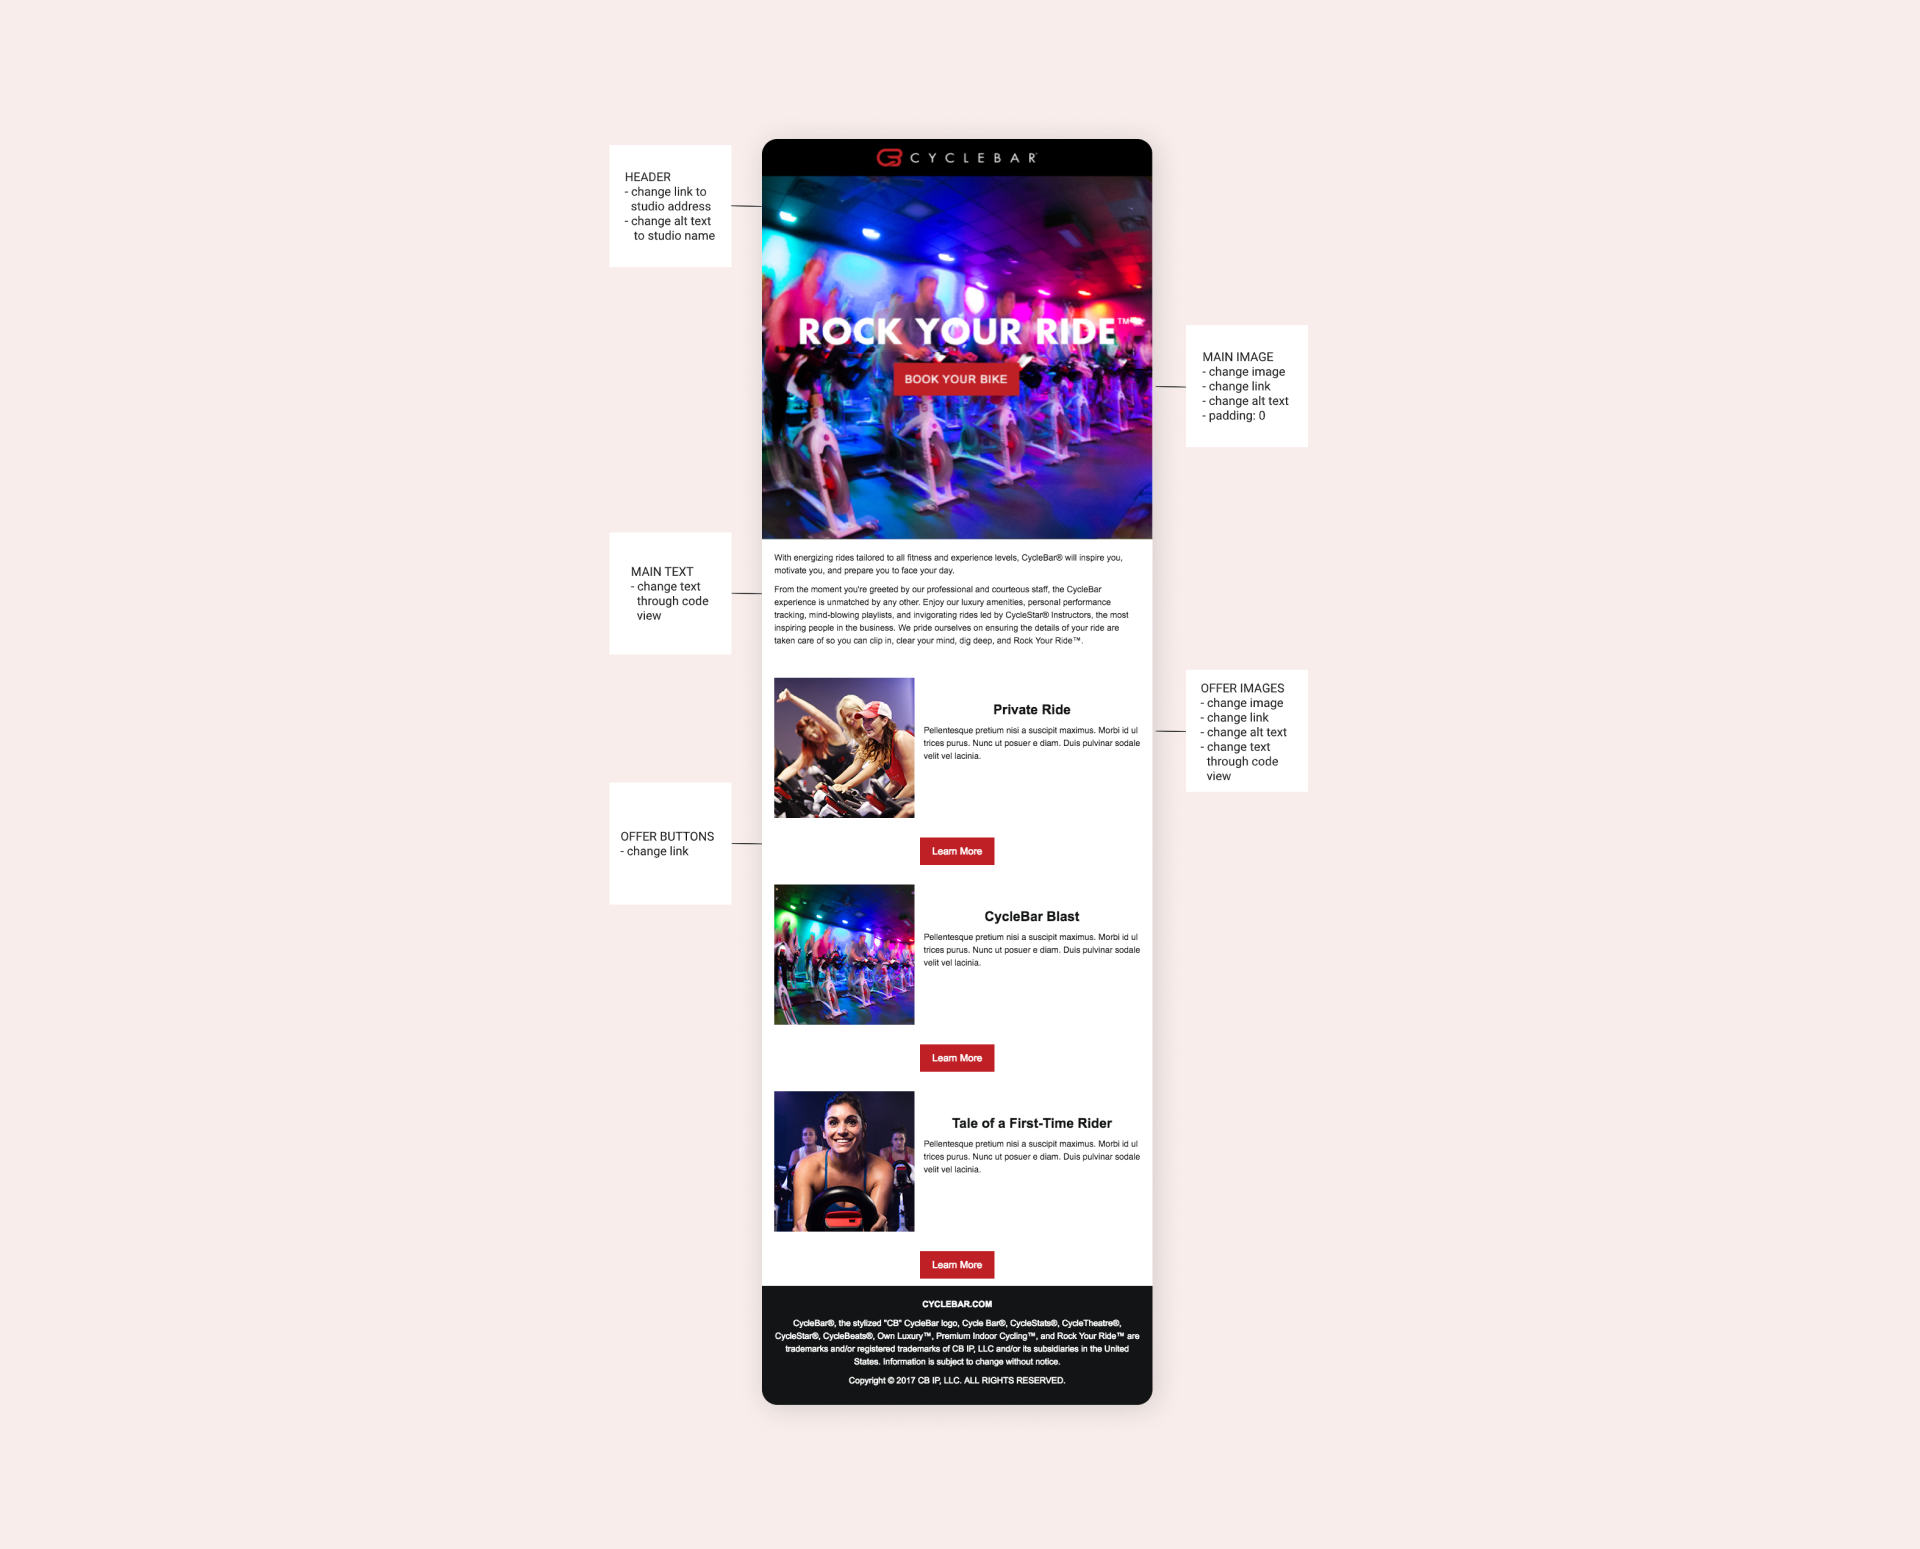 CYCLEBAR
HEADER
- change link to
studio address
- change alt text
to studio name
ROCK YOUR RIDE™
BOOK YOUR BIKE
MAIN IMAGE
- change image
- change link
- change alt text
- padding: 0
With energizing rides tailored to all fitness and experience levels, CycleBar® will inspire you,
motivate you, and prepare you to face your day.
MAIN TEXT
- change text
through code
view
From the moment you're greeted by our professional and courteous staff, the CycleBar
experience is unmatched by any other. Enjoy our luxury amenities, personal performance
tracking, mind-blowing playlists, and invigorating rides led by CycleStar® Instructors, the most
inspiring people in the business. We pride ourselves on ensuring the details of your ride are
taken care of so you can clip in, clear your mind, dig deep, and Rock Your Ride™.
OFFER IMAGES
- change image
- change link
- change alt text
- change text
through code
view
Private Ride
Pellentesque pretium nisi a suscipit maximus. Morbi id ul
trices purus. Nunc ut posuer e diam. Duis pulvinar sodale
velit vel lacinia.
OFFER BUTTONS
- change link
Learn More
CycleBar Blast
Pellentesque pretium nisi a suscipit maximus. Morbi id ul
trices purus. Nunc ut posuer e diam. Duis pulvinar sodale
velit vel lacinia.
Learn More
Tale of a First-Time Rider
Pellentesque pretium nisi a suscipit maximus. Morbi id ul
trices purus. Nunc ut posuer e diam. Duis pulvinar sodale
velit vel lacinia.
Learn More
CYCLEBAR.COM
CycleBar®, the stylized "CB" CycleBar logo, Cycle Bar®, CycleStats®, CycleTheatre®,
CycleStar®, CycleBeats®, Own Luxury™, Premium Indoor Cycling™, and Rock Your Ride™ are
trademarks and/or registered trademarks of CB IP, LLC and/or its subsidiaries in the United
States. Information is subject to change without notice.
Copyright © 2017 CB IP, LLC. ALL RIGHTS RESERVED.